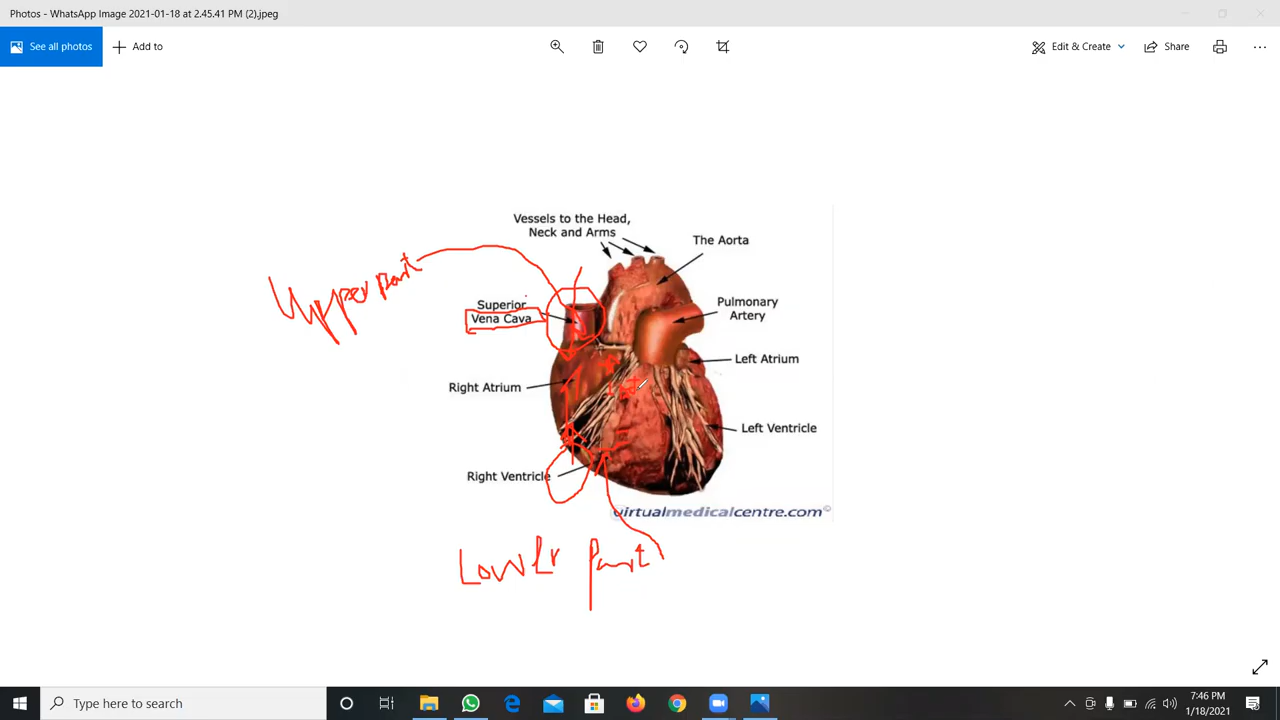 Photos - WhatsApp Image 2021-01-18 at 2.45.41 PM (2).jpeg
See all photos
Add to
Edit & Create
Share
Vessels to the Head,
Neck and Arms
The Aorta
Upper part
Superior
Vena Cava
Pulmonary
Artery
Left Atrium
Right Atrium
Left Ventricle
Right Ventricle
virtualmedicalcentre.com©
Lower Part
Type here to search
7:46 PM
1/18/2021